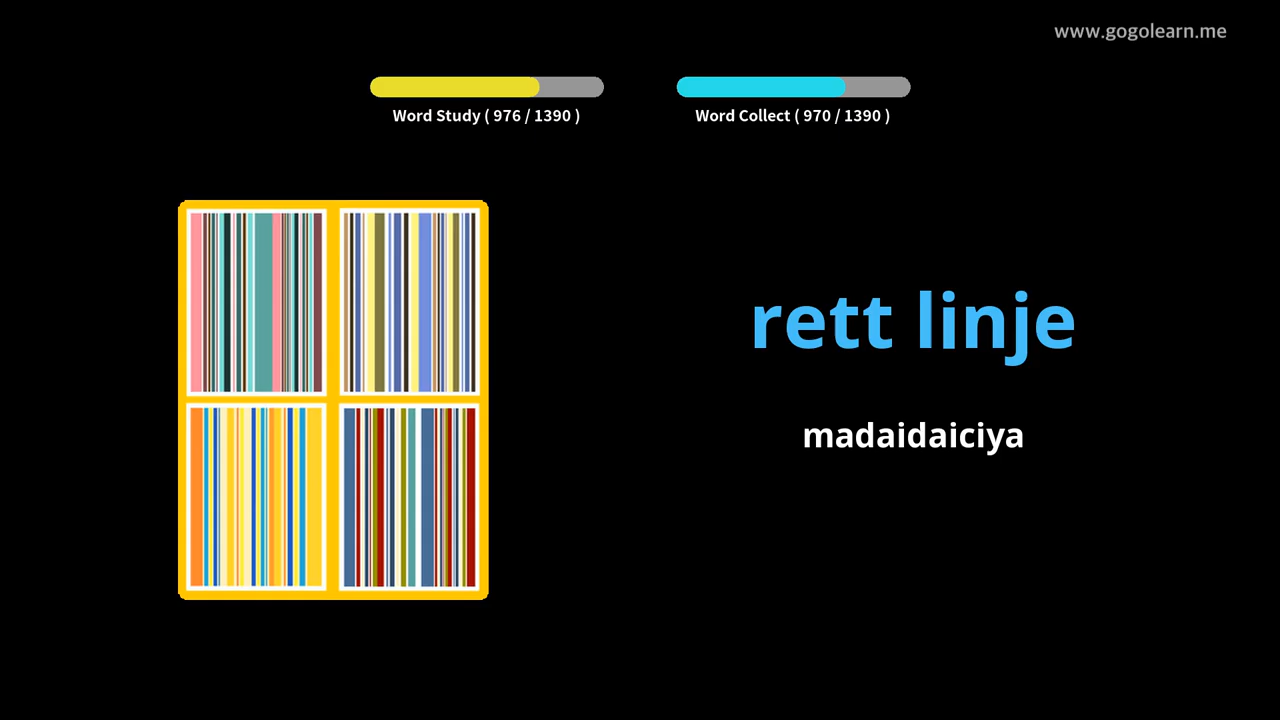 www.gogolearn.me
Word Study ( 976 / 1390 )
Word Collect ( 970 / 1390 )
rett linje
madaidaiciya